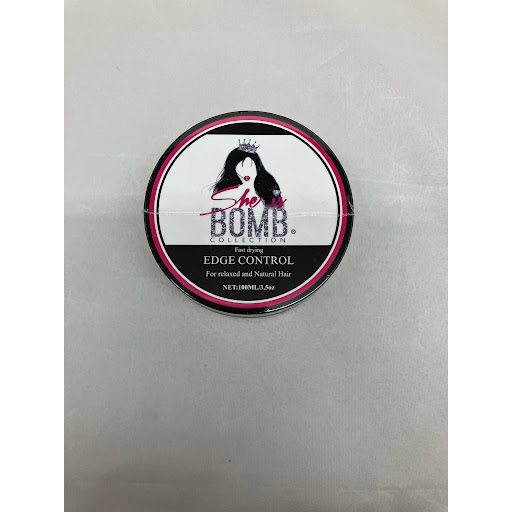 She is
BOMB®
COLLECTION
Fast drying
EDGE CONTROL
For relaxed and Natural Hair
NET:100ML/3.5oz